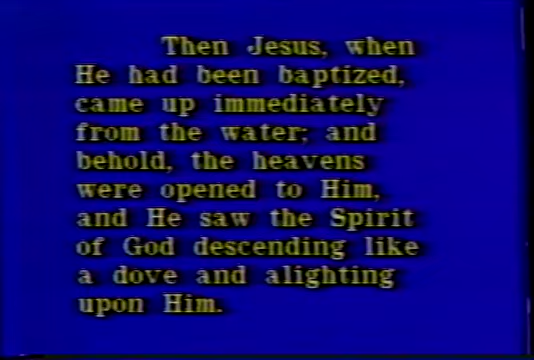 Then Jesus, when
He had been baptized,
came up immediately
from the water; and
behold, the heavens
were opened to Him,
and He saw the Spirit
of God descending like
a dove and alighting
upon Him.